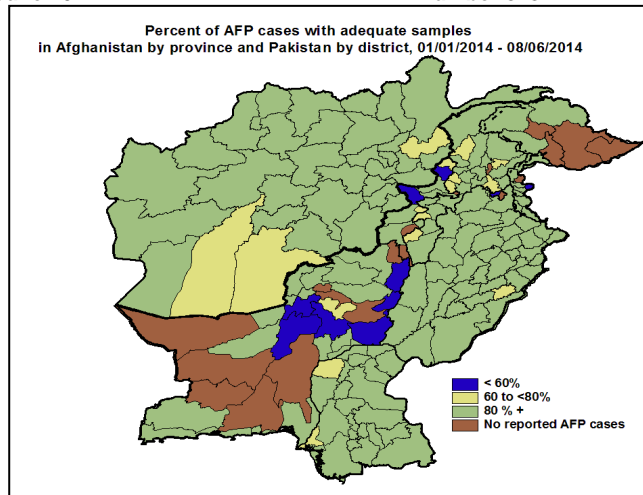 Percent of AFP cases with adequate samples
in Afghanistan by province and Pakistan by district, 01/01/2014 - 08/06/2014
< 60%
60 to <80%
80 % +
No reported AFP cases